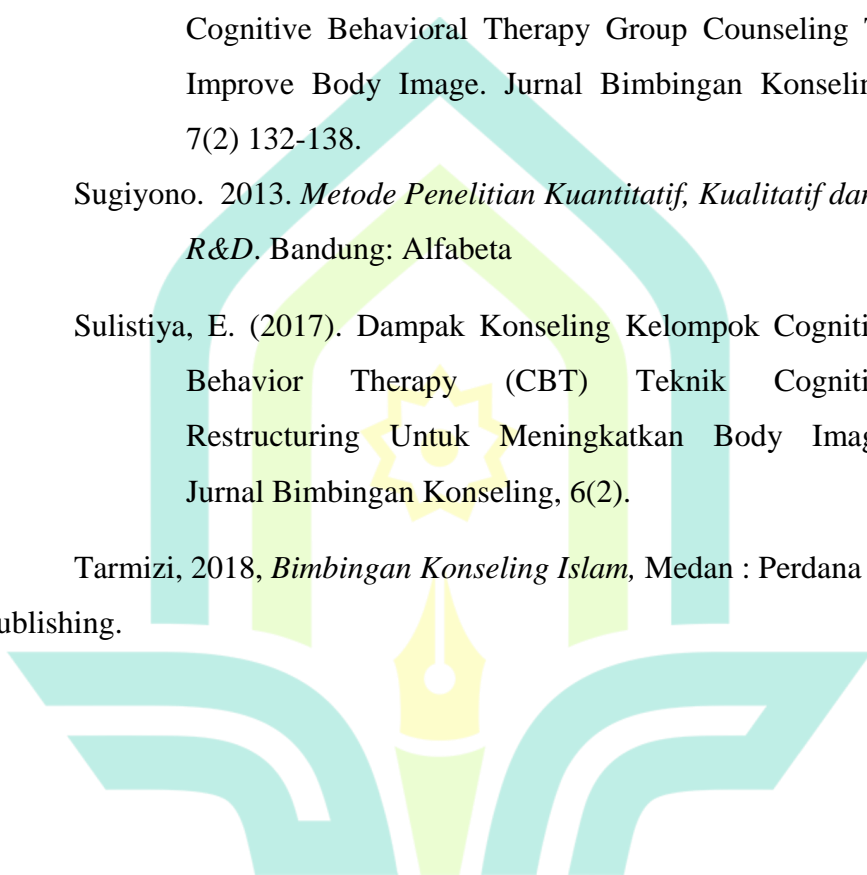 Cognitive Behavioral Therapy Group Counseling T
Improve Body Image. Jurnal Bimbingan Konselin
7(2) 132-138.
Sugiyono. 2013. Metode Penelitian Kuantitatif, Kualitatif dan
R&D. Bandung: Alfabeta
Sulistiya, E. (2017). Dampak Konseling Kelompok Cogniti
Behavior Therapy (CBT) Teknik Cogniti
Restructuring Untuk Meningkatkan Body Imag
Jurnal Bimbingan Konseling, 6(2).
Tarmizi, 2018, Bimbingan Konseling Islam, Medan : Perdana
ublishing.